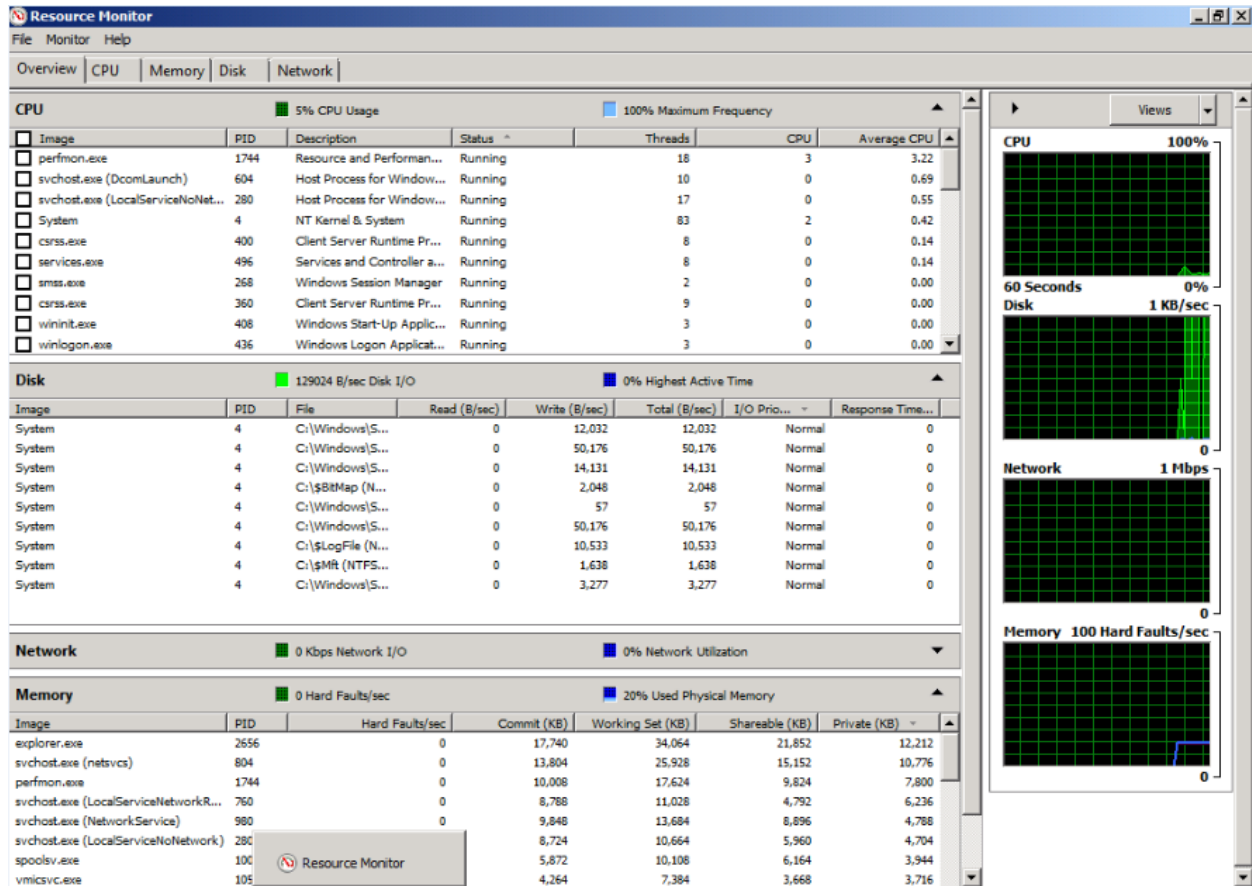 Resource Monitor
File Monitor Help
Overview CPU Memory Disk Network
CPU 5% CPU Usage 100% Maximum Frequency
Image PID Description Status Threads CPU Average CPU
perfmon.exe 1744 Resource and Performan... Running 18 3 3.22
svchost.exe (DcomLaunch) 604 Host Process for Window... Running 10 0 0.69
svchost.exe (LocalServiceNoNet... 280 Host Process for Window... Running 17 0 0.55
System 4 NT Kernel & System Running 83 2 0.42
csrss.exe 400 Client Server Runtime Pr... Running 8 0 0.14
services.exe 496 Services and Controller a... Running 8 0 0.14
smss.exe 268 Windows Session Manager Running 2 0 0.00
csrss.exe 360 Client Server Runtime Pr... Running 9 0 0.00
wininit.exe 408 Windows Start-Up Applic... Running 3 0 0.00
winlogon.exe 436 Windows Logon Applicat... Running 3 0 0.00
Disk 129024 B/sec Disk I/O 0% Highest Active Time
Image PID File Read (B/sec) Write (B/sec) Total (B/sec) I/O Prio... Response Time...
System 4 C:\Windows\S... 0 12,032 12,032 Normal 0
System 4 C:\Windows\S... 0 50,176 50,176 Normal 0
System 4 C:\Windows\S... 0 14,131 14,131 Normal 0
System 4 C:\$BitMap (N... 0 2,048 2,048 Normal 0
System 4 C:\Windows\S... 0 57 57 Normal 0
System 4 C:\Windows\S... 0 50,176 50,176 Normal 0
System 4 C:\$LogFile (N... 0 10,533 10,533 Normal 0
System 4 C:\$Mft (NTFS... 0 1,638 1,638 Normal 0
System 4 C:\Windows\S... 0 3,277 3,277 Normal 0
Network 0 Kbps Network I/O 0% Network Utilization
Memory 0 Hard Faults/sec 20% Used Physical Memory
Image PID Hard Faults/sec Commit (KB) Working Set (KB) Shareable (KB) Private (KB)
explorer.exe 2656 0 17,740 34,064 21,852 12,212
svchost.exe (netsvcs) 804 0 13,804 25,928 15,152 10,776
perfmon.exe 1744 0 10,008 17,624 9,824 7,800
svchost.exe (LocalServiceNetworkR... 760 0 8,788 11,028 4,792 6,236
svchost.exe (NetworkService) 980 0 9,848 13,684 8,896 4,788
svchost.exe (LocalServiceNoNetwork) 280 8,724 10,664 5,960 4,704
spoolsv.exe 100 5,872 10,108 6,164 3,944
vmicsvc.exe 105 4,264 7,384 3,668 3,716
Resource Monitor
Views
CPU 100%
60 Seconds 0%
Disk 1 KB/sec
0
Network 1 Mbps
0
Memory 100 Hard Faults/sec
0